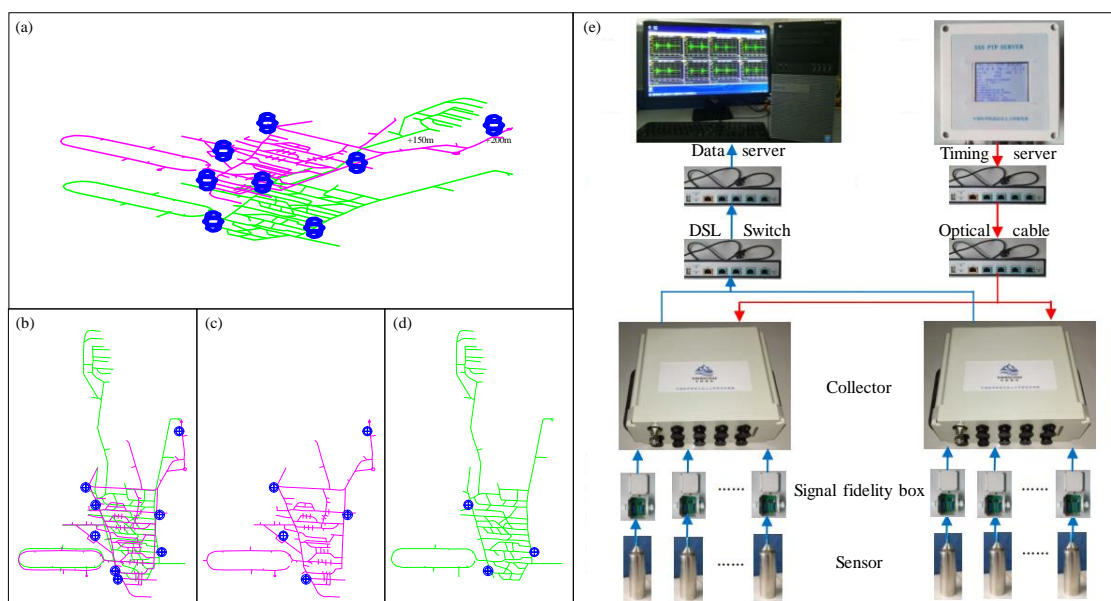 (a)
+150m
+200m
(b)
(c)
(d)
(e)
SSS PTP SERVER
Data server
Timing server
DSL Switch
Optical cable
Collector
Signal fidelity box
......
......
Sensor
......
......